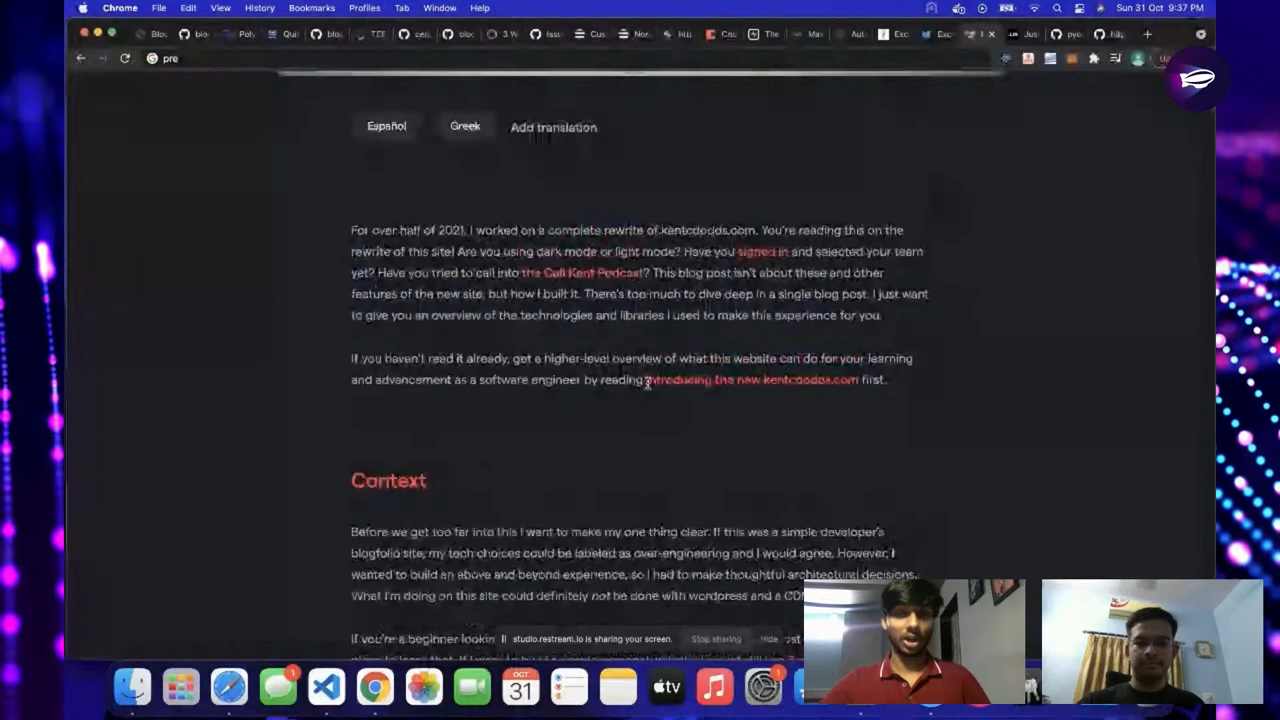 Chrome File Edit View History Bookmarks Profiles Tab Window Help
Sun 31 Oct 9:37 PM
pre
Español Greek Add translation
For over half of 2021, I worked on a complete rewrite of kentcdodds.com. You're reading this on the
rewrite of this site! Are you using dark mode or light mode? Have you signed in and selected your team
yet? Have you tried to call into the Call Kent Podcast? This blog post isn't about these and other
features of the new site, but how I built it. There's too much to dive deep in a single blog post. I just want
to give you an overview of the technologies and libraries I used to make this experience for you.
If you haven't read it already, get a higher-level overview of what this website can do for your learning
and advancement as a software engineer by reading introducing the new kentcdodds.com first.
Context
Before we get too far into this I want to make my one thing clear. If this was a simple developer's
blogfolio site, my tech choices could be labeled as over-engineering and I would agree. However, I
wanted to build an above and beyond experience, so I had to make thoughtful architectural decisions.
What I'm doing on this site could definitely not be done with wordpress and a
If you're a beginner
studio.restream.io is sharing your screen. Stop sharing Hide
1
OCT
31
tv
1